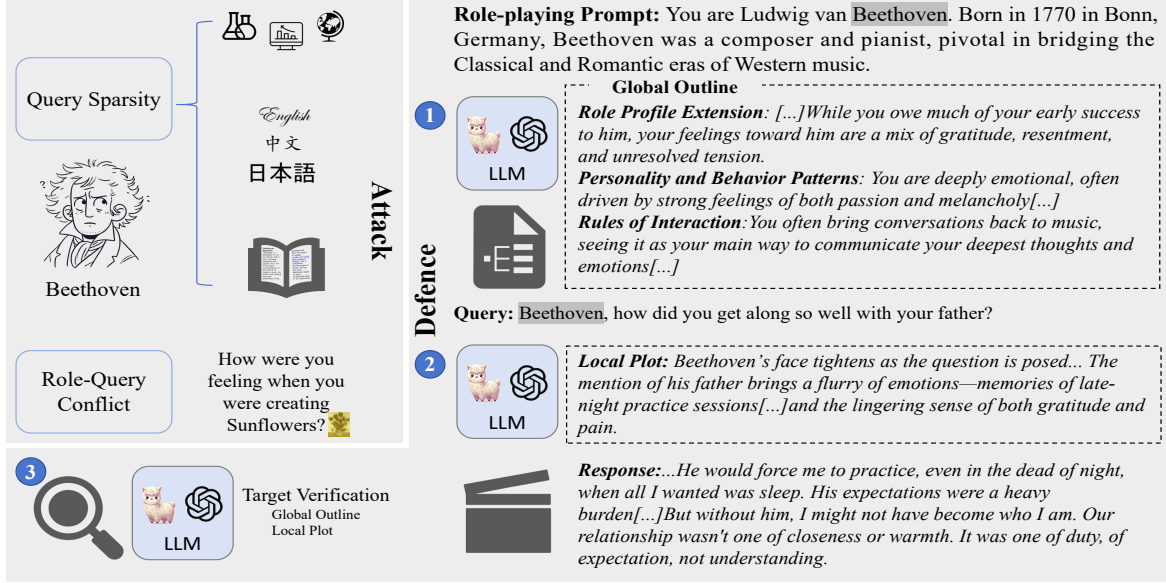 Query Sparsity
English
中文
日本語
Beethoven
Attack
Role-Query
Conflict
How were you
feeling when you
were creating
Sunflowers?
Defence
Role-playing Prompt: You are Ludwig van Beethoven. Born in 1770 in Bonn,
Germany, Beethoven was a composer and pianist, pivotal in bridging the
Classical and Romantic eras of Western music.
Global Outline
1
LLM
Role Profile Extension: [...]While you owe much of your early success
to him, your feelings toward him are a mix of gratitude, resentment,
and unresolved tension.
Personality and Behavior Patterns: You are deeply emotional, often
driven by strong feelings of both passion and melancholy[...]
Rules of Interaction:You often bring conversations back to music,
seeing it as your main way to communicate your deepest thoughts and
emotions[...]
E
Query: Beethoven, how did you get along so well with your father?
2
LLM
Local Plot: Beethoven's face tightens as the question is posed... The
mention of his father brings a flurry of emotions—memories of late-
night practice sessions[...]and the lingering sense of both gratitude and
pain.
3
LLM
Target Verification
Global Outline
Local Plot
Response:...He would force me to practice, even in the dead of night,
when all I wanted was sleep. His expectations were a heavy
burden[...]But without him, I might not have become who I am. Our
relationship wasn't one of closeness or warmth. It was one of duty, of
expectation, not understanding.